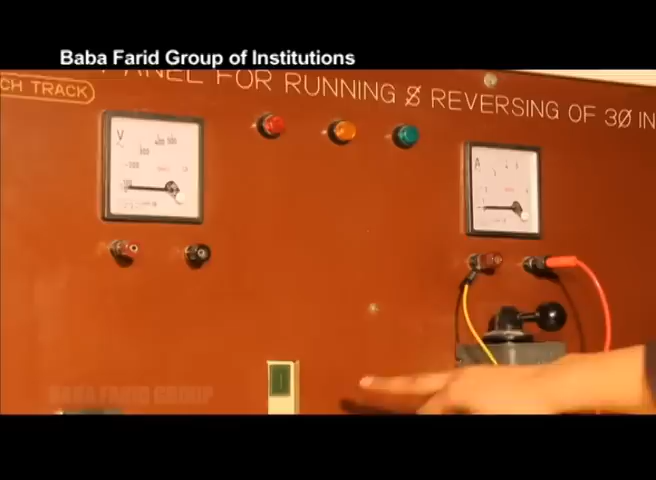 Baba Farid Group of Institutions
PANEL FOR RUNNING & REVERSING OF 3Ø IN
CH TRACK
V
A
BABA FARID GROUP